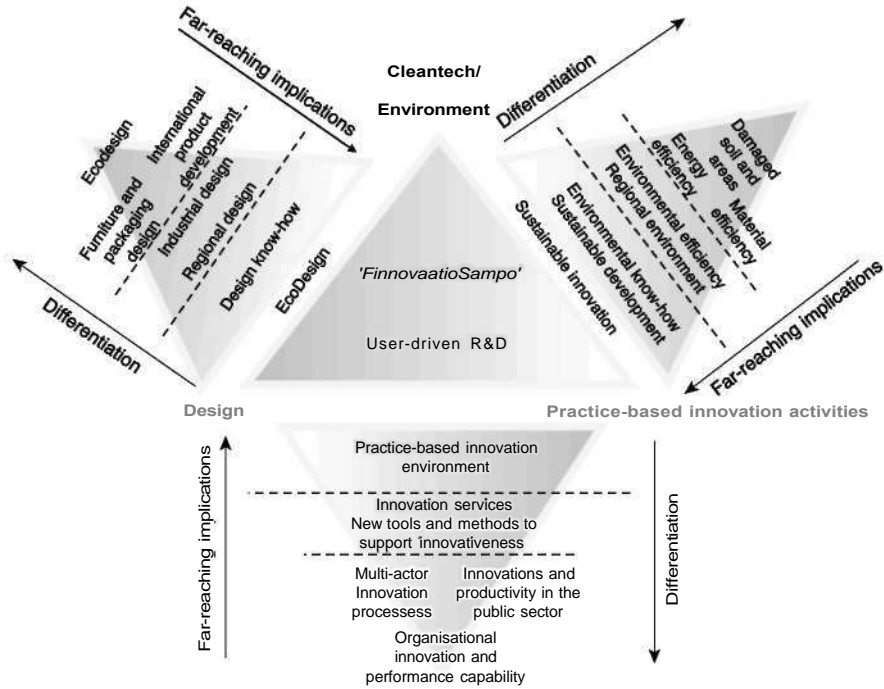 Far-reaching implications
Cleantech/
Environment
Differentiation
Ecodesign
International
product
development
Furniture and
packaging
design
Industrial design
Regional design
Design know-how
EcoDesign
Differentiation
'FinnovaatioSampo'
User-driven R&D
Damaged
soil and
areas
Energy
efficiency
Material
efficiency
Environmental efficiency
Regional environment
Environmental know-how
Sustainable development
Sustainable innovation
Far-reaching implications
Design
Practice-based innovation activities
Far-reaching implications
Practice-based innovation
environment
Innovation services
New tools and methods to
support innovativeness
Multi-actor
Innovation
processess
Innovations and
productivity in the
public sector
Organisational
innovation and
performance capability
Differentiation